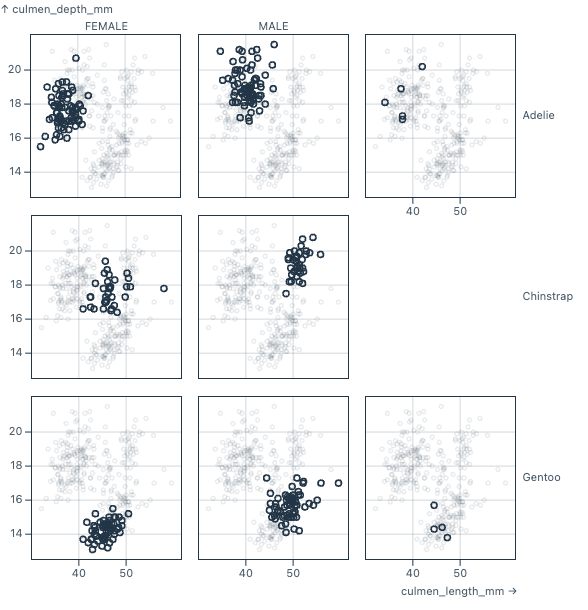 ↑ culmen_depth_mm
FEMALE MALE
20
18
16
14
Adelie
40 50
20
18
16
14
Chinstrap
20
18
16
14
Gentoo
40 50 40 50 40 50
culmen_length_mm →